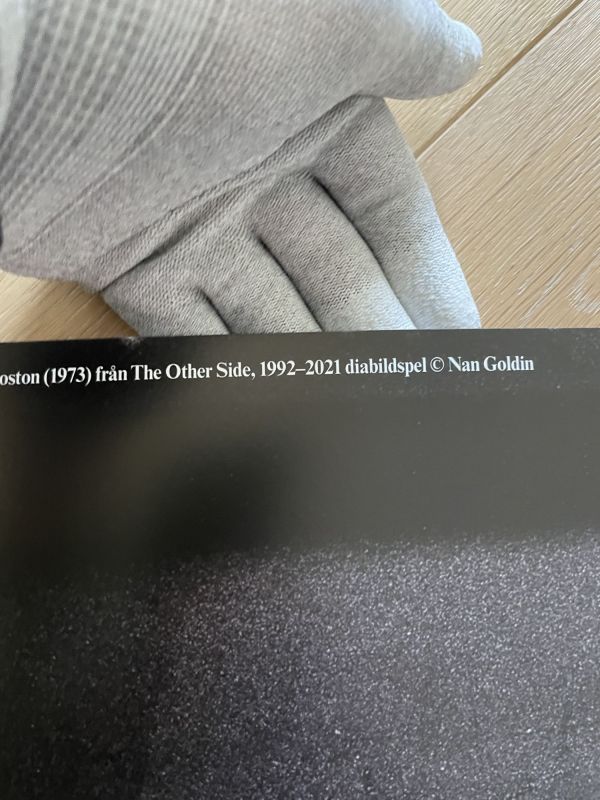 oston (1973) från The Other Side, 1992–2021 diabildspel © Nan Goldin